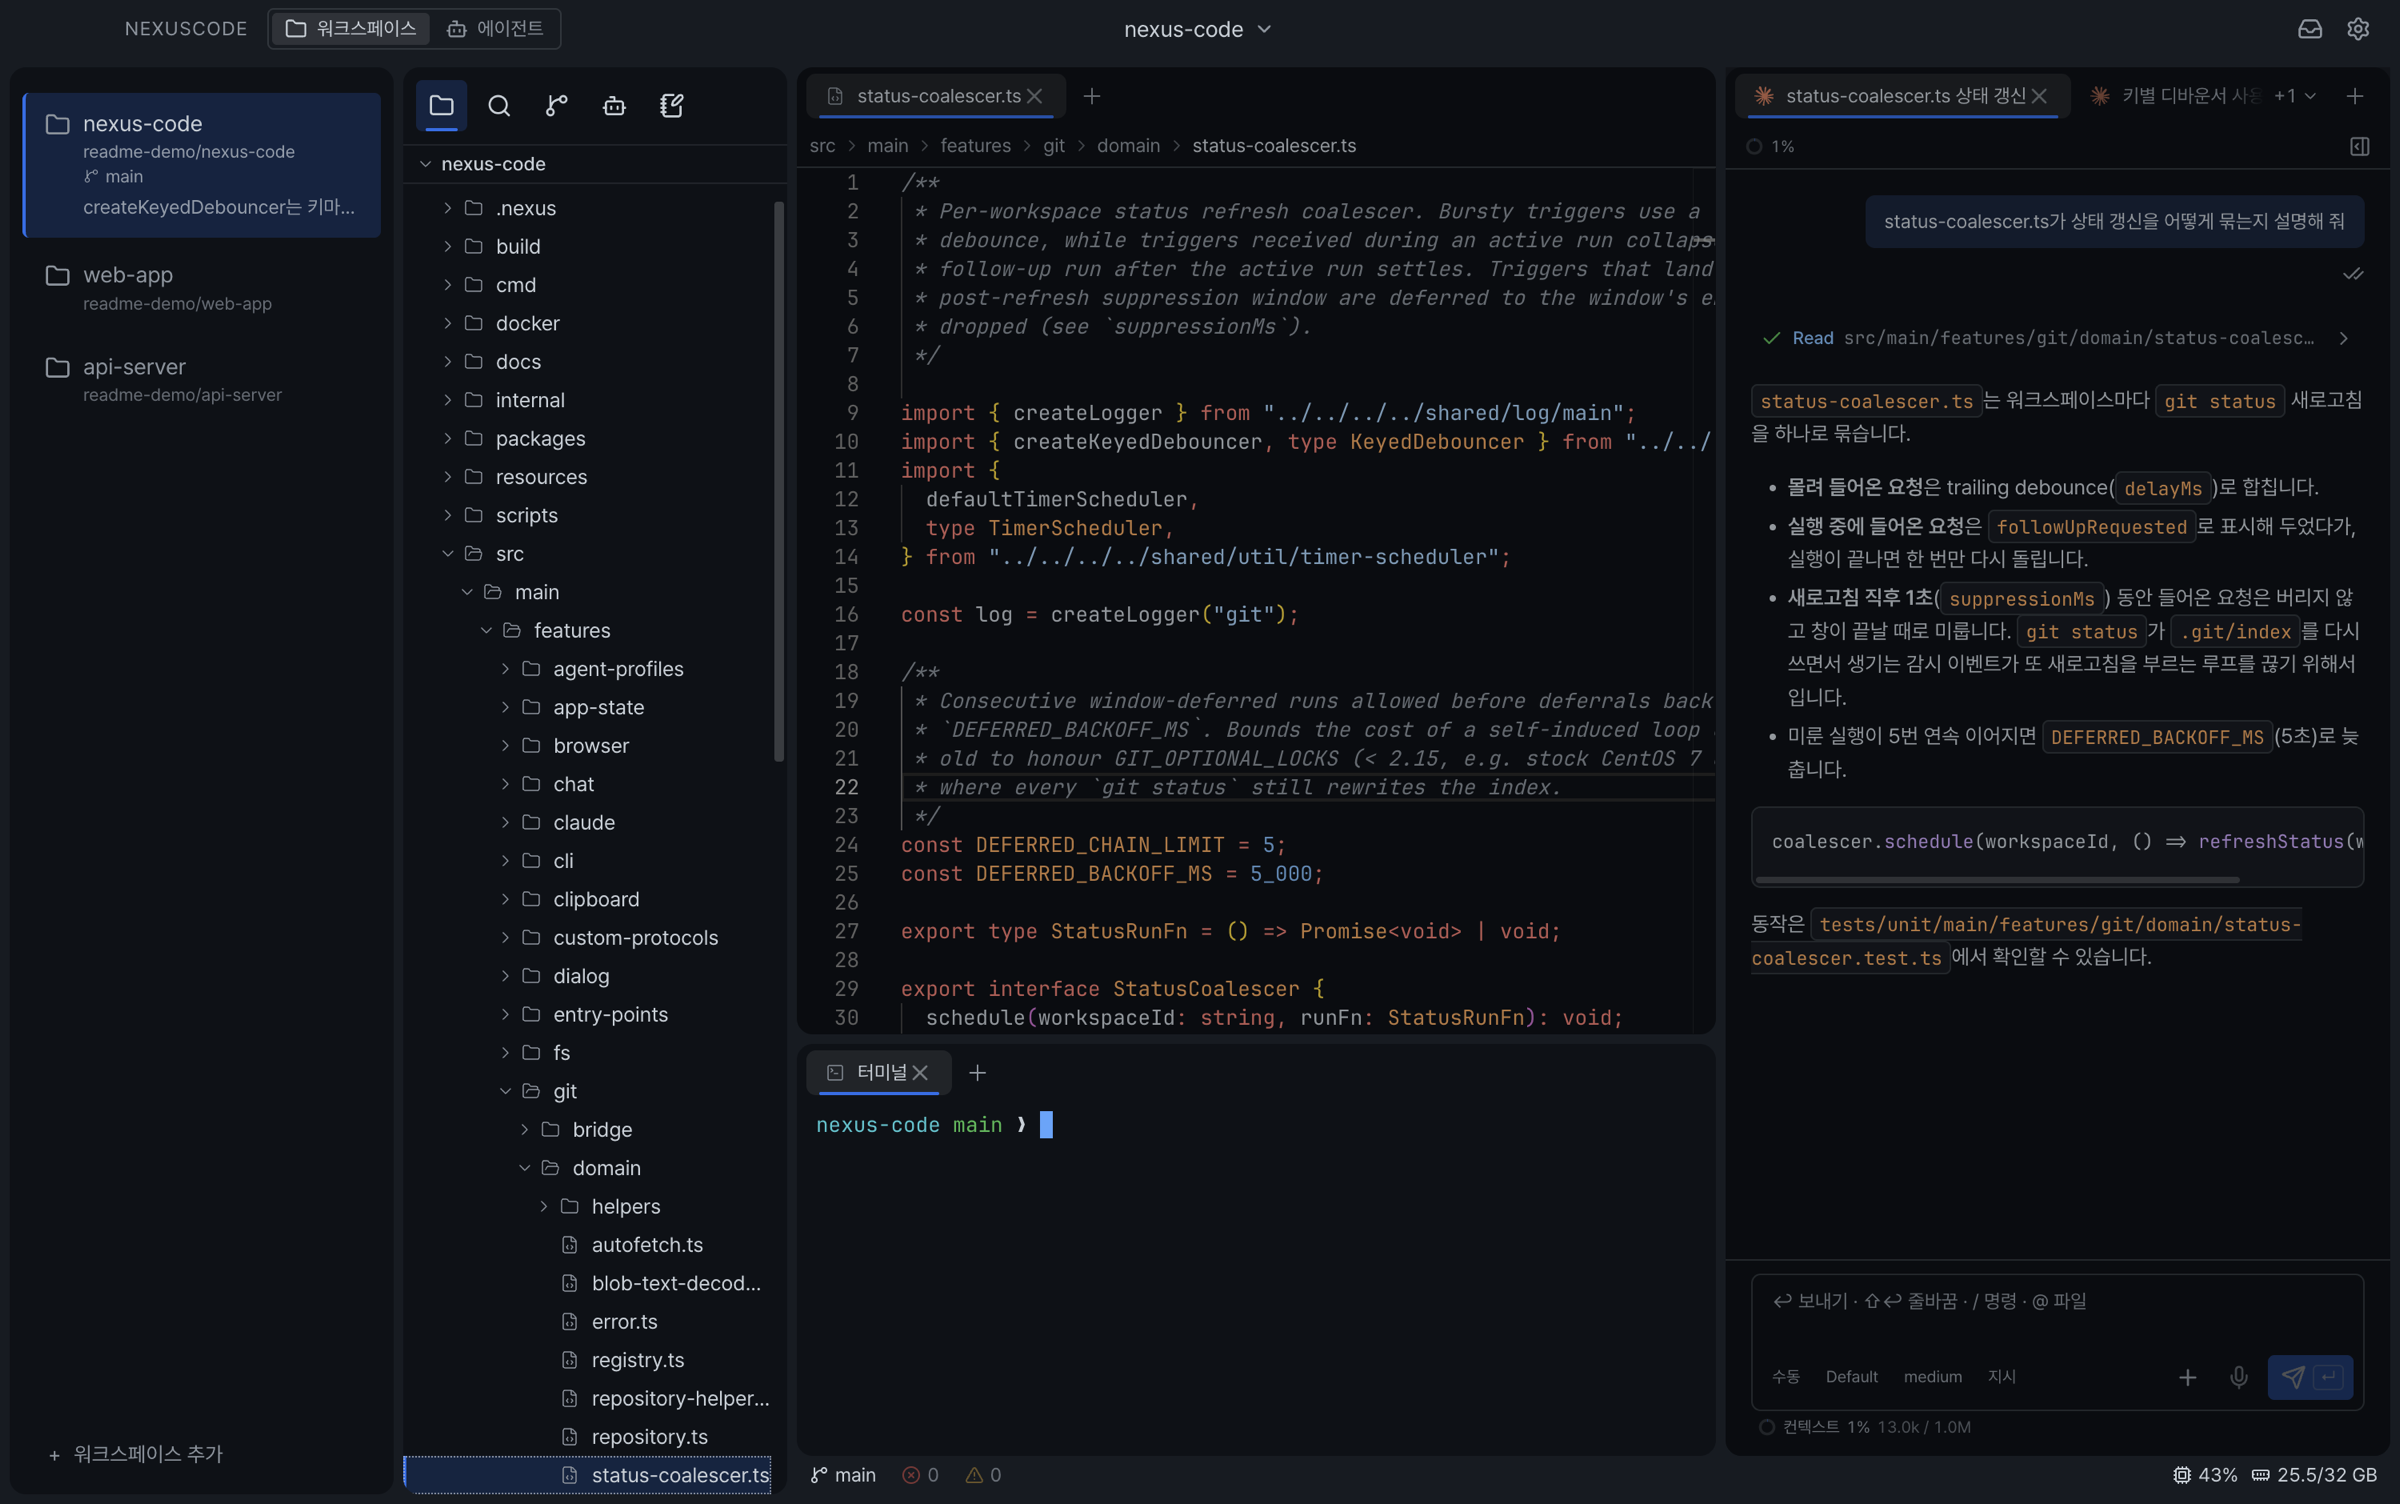 NEXUSCODE
워크스페이스
에이전트
nexus-code
nexus-code
readme-demo/nexus-code
main
createKeyedDebouncer는 키마...
web-app
readme-demo/web-app
api-server
readme-demo/api-server
+ 워크스페이스 추가
nexus-code
.nexus
build
cmd
docker
docs
internal
packages
resources
scripts
src
main
features
agent-profiles
app-state
browser
chat
claude
cli
clipboard
custom-protocols
dialog
entry-points
fs
git
bridge
domain
helpers
autofetch.ts
blob-text-decod...
error.ts
registry.ts
repository-helper...
repository.ts
status-coalescer.ts
status-coalescer.ts
src > main > features > git > domain > status-coalescer.ts
1 /**
2 * Per-workspace status refresh coalescer. Bursty triggers use a
3 * debounce, while triggers received during an active run collaps
4 * follow-up run after the active run settles. Triggers that land
5 * post-refresh suppression window are deferred to the window's e
6 * dropped (see `suppressionMs`).
7 */
8
9 import { createLogger } from "../../../../shared/log/main";
10 import { createKeyedDebouncer, type KeyedDebouncer } from "../../
11 import {
12 defaultTimerScheduler,
13 type TimerScheduler,
14 } from "../../../../shared/util/timer-scheduler";
15
16 const log = createLogger("git");
17
18 /**
19 * Consecutive window-deferred runs allowed before deferrals back
20 * `DEFERRED_BACKOFF_MS`. Bounds the cost of a self-induced loop
21 * old to honour GIT_OPTIONAL_LOCKS (< 2.15, e.g. stock CentOS 7
22 * where every `git status` still rewrites the index.
23 */
24 const DEFERRED_CHAIN_LIMIT = 5;
25 const DEFERRED_BACKOFF_MS = 5_000;
26
27 export type StatusRunFn = () => Promise<void> | void;
28
29 export interface StatusCoalescer {
30 schedule(workspaceId: string, runFn: StatusRunFn): void;
터미널
nexus-code main ❯
main 0 0
status-coalescer.ts 상태 갱신
키별 디바운서 사용
+1
1%
status-coalescer.ts가 상태 갱신을 어떻게 묶는지 설명해 줘
Read src/main/features/git/domain/status-coalesc...
status-coalescer.ts는 워크스페이스마다 git status 새로고침
을 하나로 묶습니다.
• 몰려 들어온 요청은 trailing debounce(delayMs)로 합칩니다.
• 실행 중에 들어온 요청은 followUpRequested로 표시해 두었다가,
실행이 끝나면 한 번만 다시 돌립니다.
• 새로고침 직후 1초(suppressionMs) 동안 들어온 요청은 버리지 않
고 창이 끝날 때로 미룹니다. git status가 .git/index를 다시
쓰면서 생기는 감시 이벤트가 또 새로고침을 부르는 루프를 끊기 위해서
입니다.
• 미룬 실행이 5번 연속 이어지면 DEFERRED_BACKOFF_MS(5초)로 늦
춥니다.
coalescer.schedule(workspaceId, () => refreshStatus(w
동작은 tests/unit/main/features/git/domain/status-
coalescer.test.ts에서 확인할 수 있습니다.
↩ 보내기 · ⇧↩ 줄바꿈 · / 명령 · @ 파일
수동 Default medium 지시
컨텍스트 1% 13.0k / 1.0M
43% 25.5/32 GB